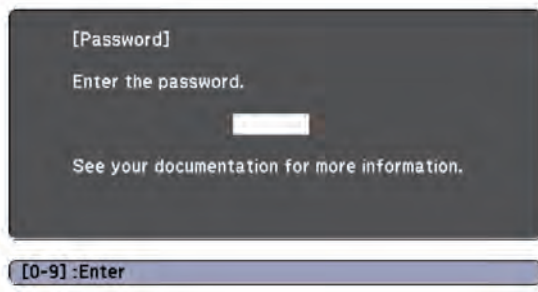 [Password]
Enter the password.
See your documentation for more information.
[0-9] :Enter